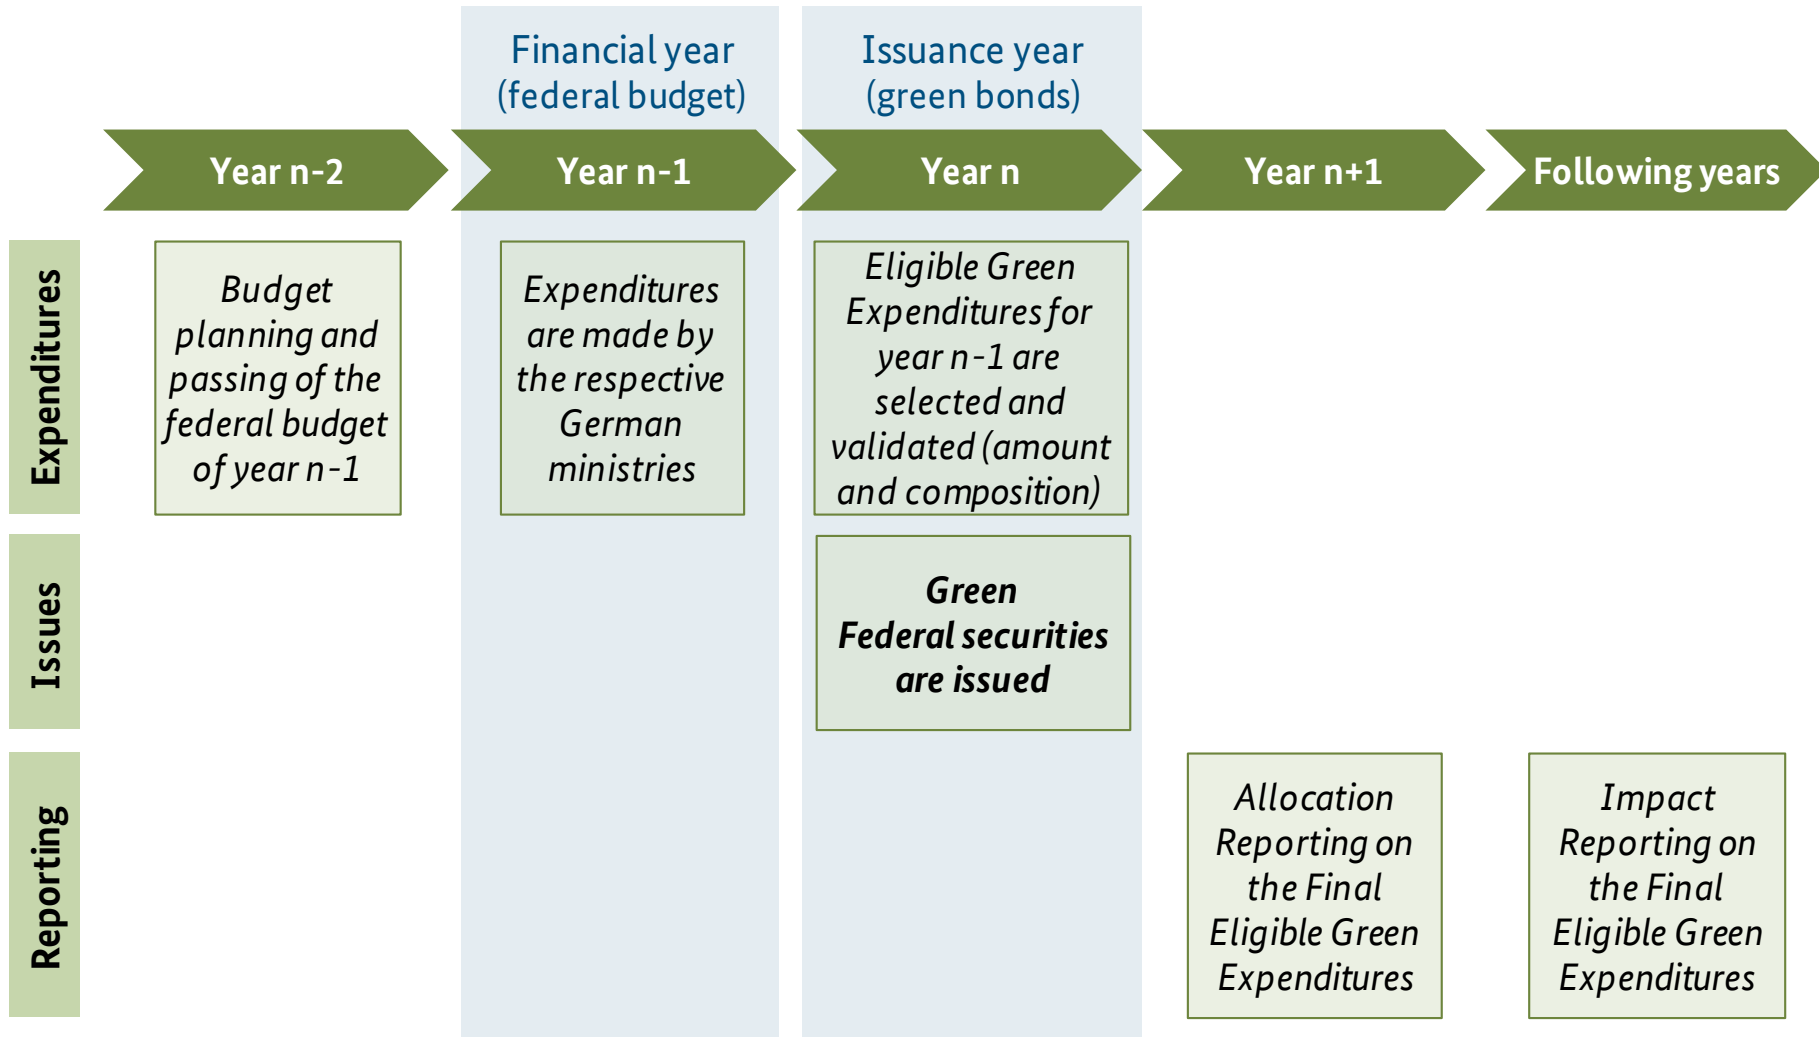 Financial year
(federal budget)
Issuance year
(green bonds)
Year n-2
Year n-1
Year n
Year n+1
Following years
Expenditures
Budget
planning and
passing of the
federal budget
of year n-1
Expenditures
are made by
the respective
German
ministries
Eligible Green
Expenditures for
year n-1 are
selected and
validated (amount
and composition)
Issues
Green
Federal securities
are issued
Reporting
Allocation
Reporting on
the Final
Eligible Green
Expenditures
Impact
Reporting on
the Final
Eligible Green
Expenditures